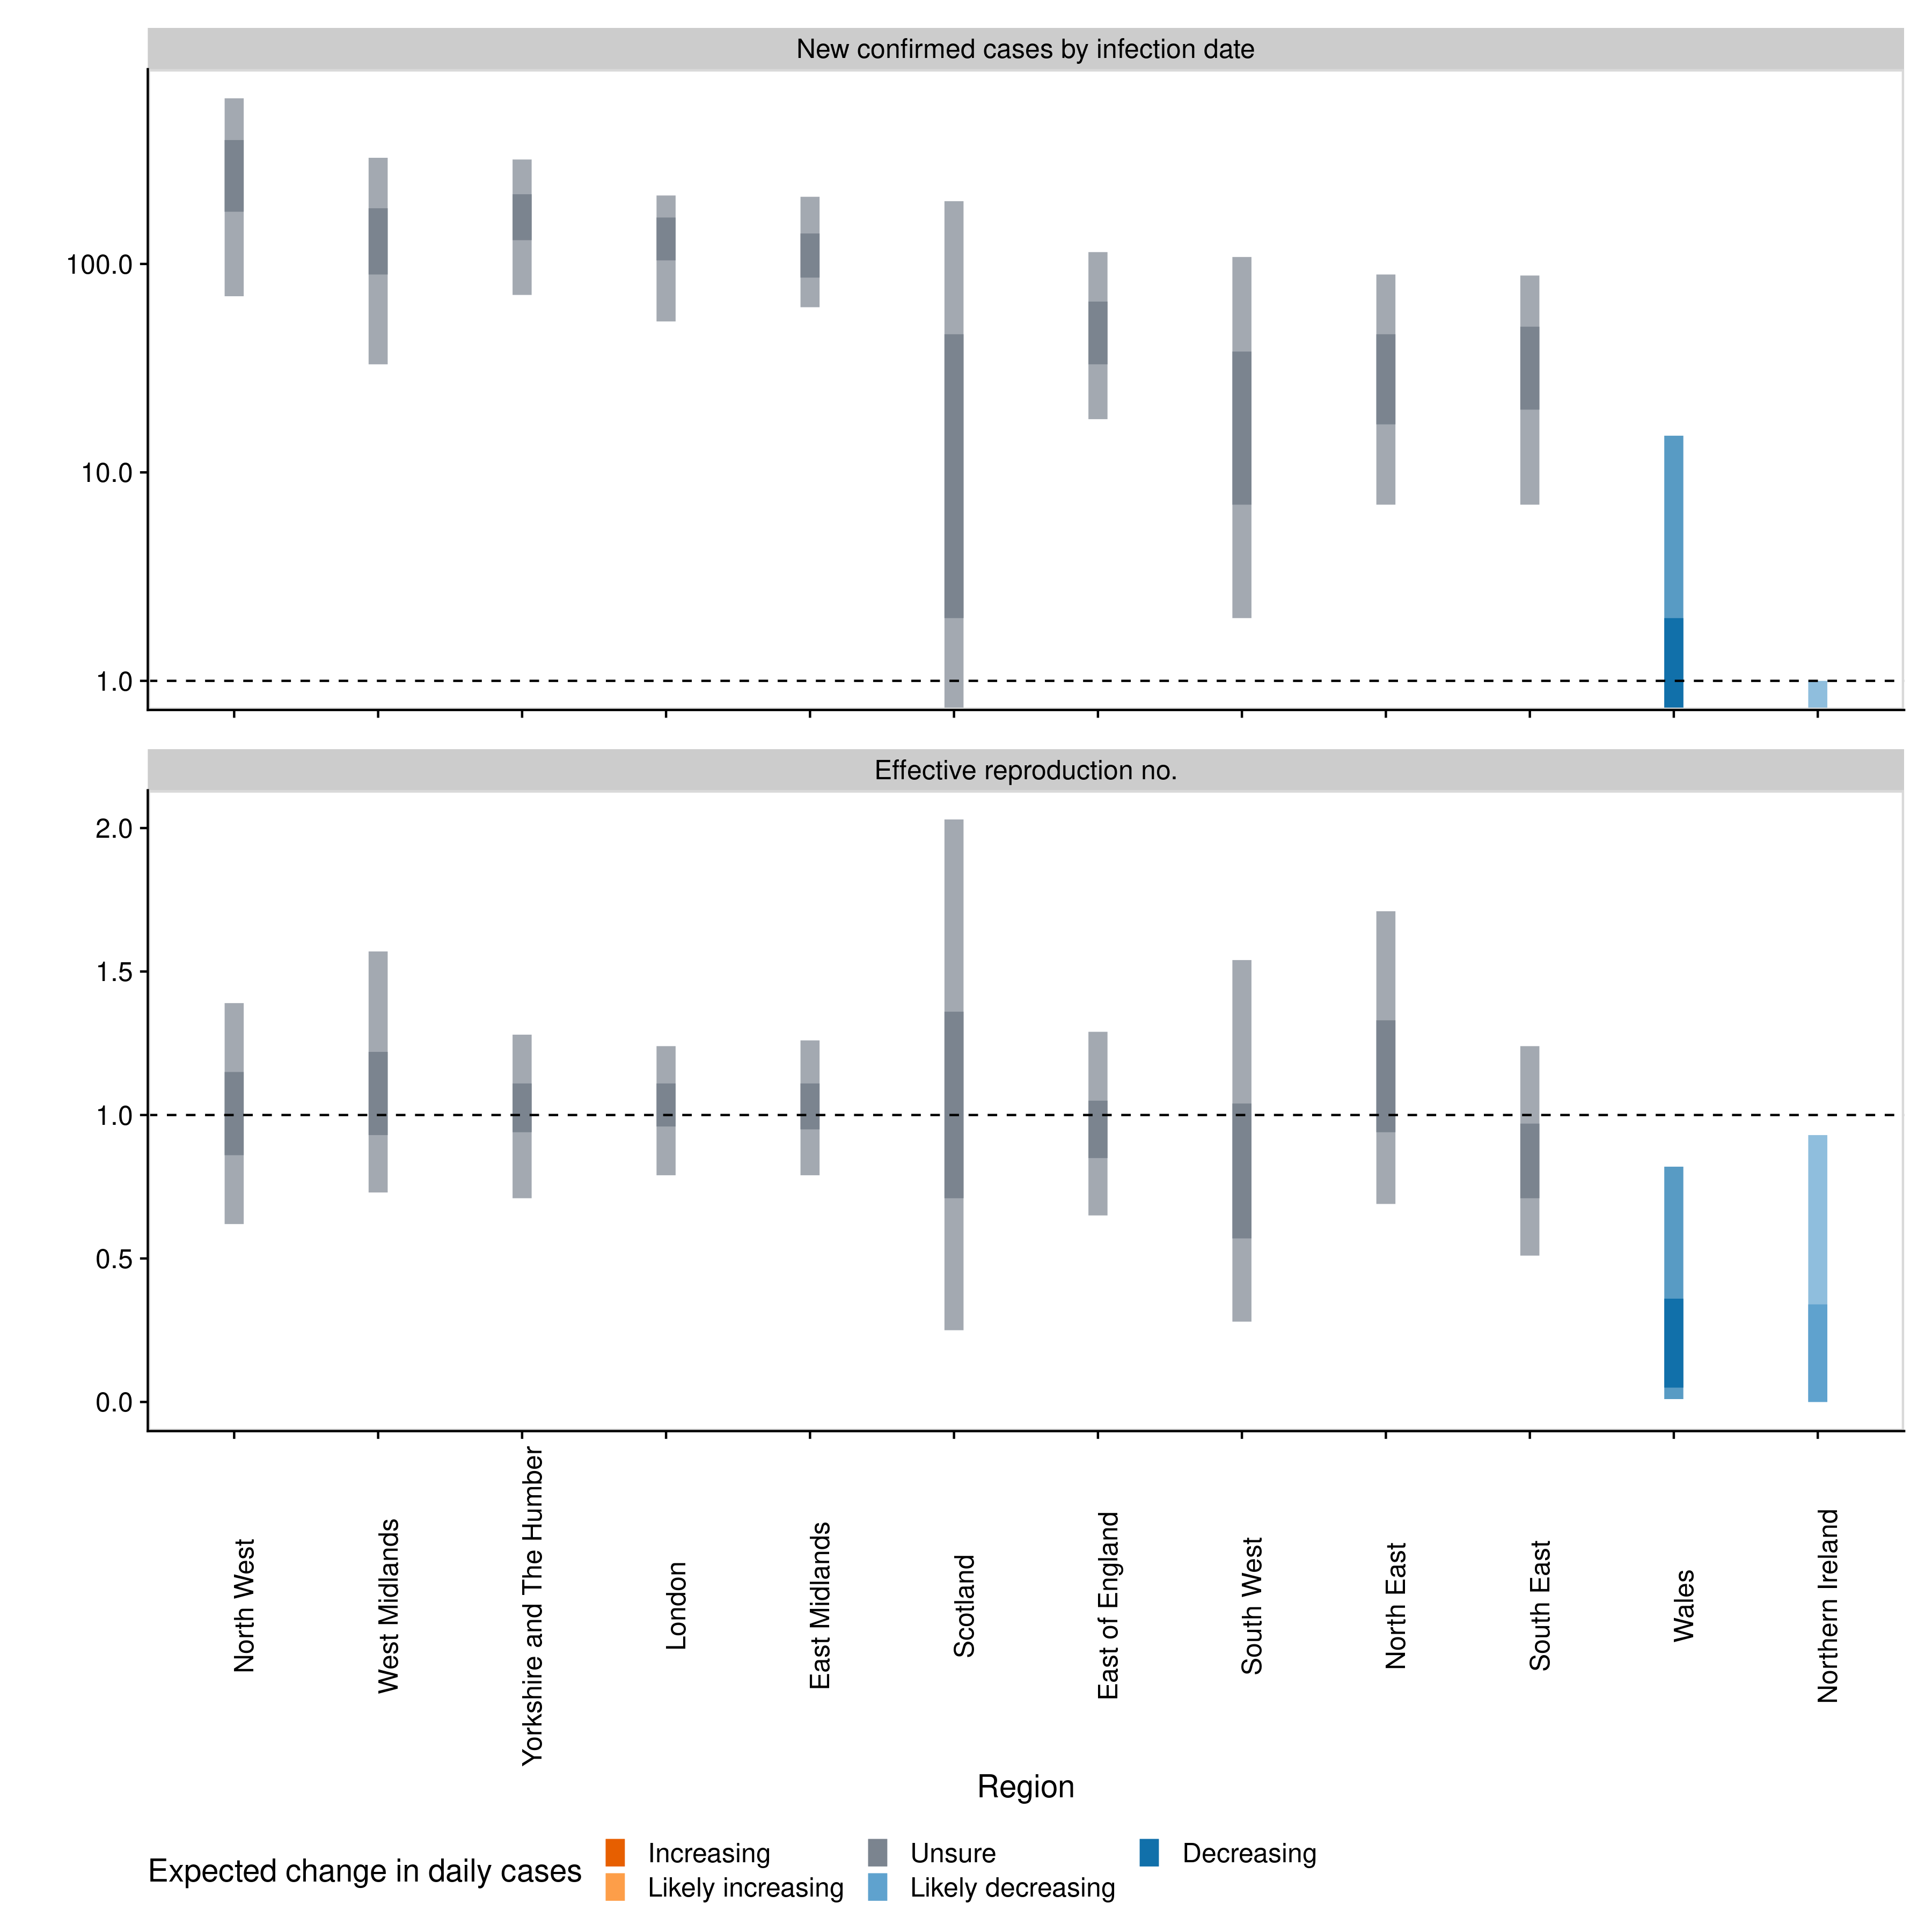 New confirmed cases by infection date
100.0
10.0
1.0
Effective reproduction no.
2.0
1.5
1.0
0.5
0.0
North West
West Midlands
Yorkshire and The Humber
London
East Midlands
Scotland
East of England
South West
North East
South East
Wales
Northern Ireland
Region
Expected change in daily cases
Increasing
Unsure
Decreasing
Likely increasing
Likely decreasing